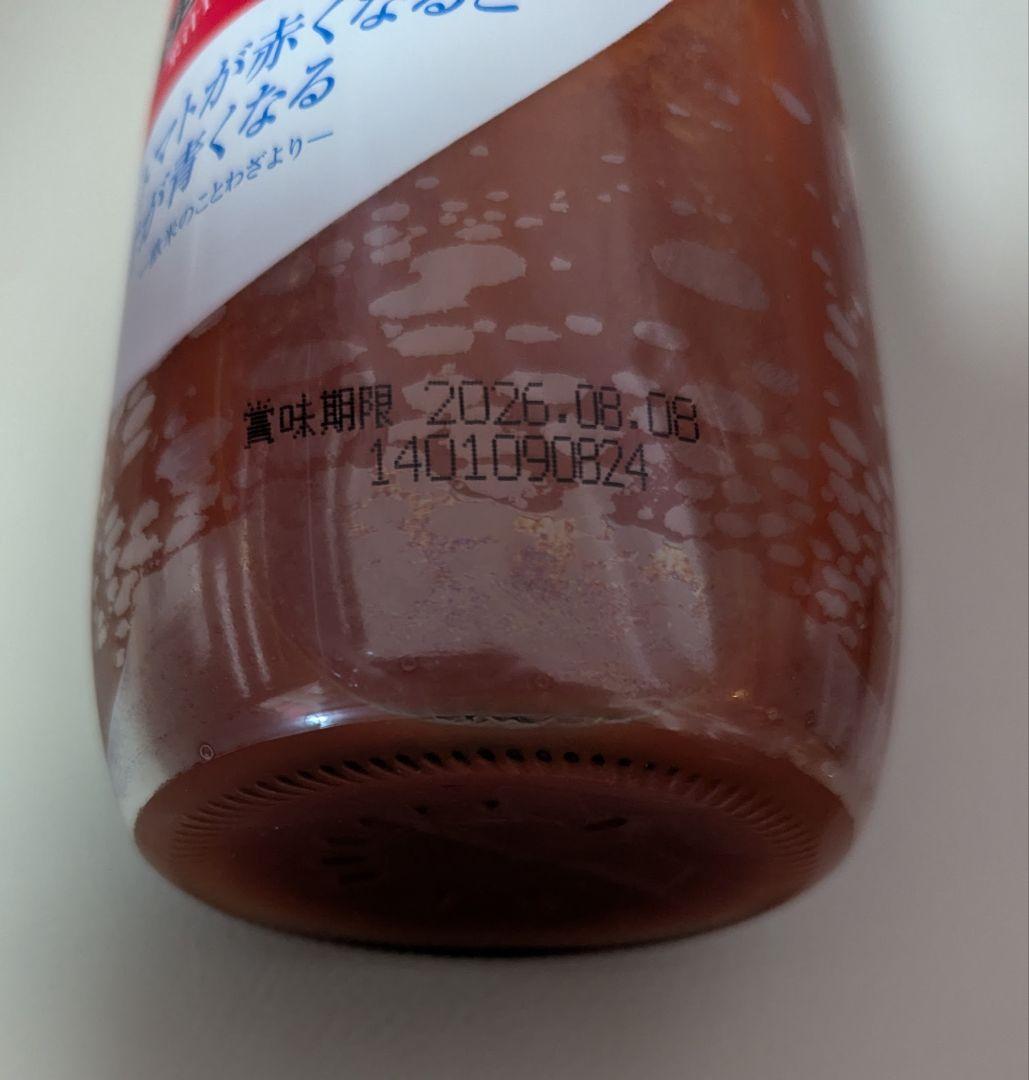 マトが赤くなると
が青くなる
―欧米のことわざより―
賞味期限 2026.08.08
1401090824